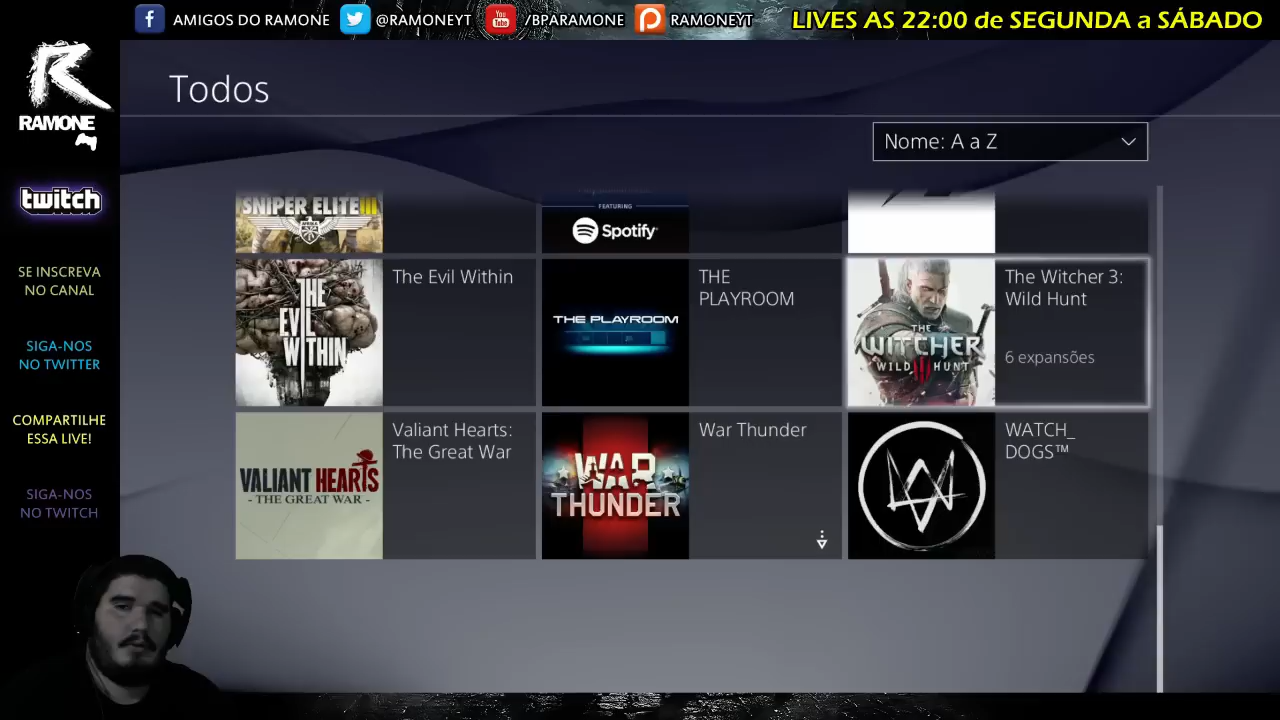 AMIGOS DO RAMONE @RAMONEYT You Tube /BPARAMONE RAMONEYT LIVES AS 22:00 de SEGUNDA a SÁBADO
R
RAMONE
twitch
SE INSCREVA
NO CANAL
SIGA-NOS
NO TWITTER
COMPARTILHE
ESSA LIVE!
SIGA-NOS
NO TWITCH
Todos
Nome: A a Z
SNIPER ELITE III
AFRIKA
FEATURING
Spotify
THE
EVIL
WITHIN
The Evil Within
THE PLAYROOM
THE
PLAYROOM
THE
WITCHER
WILD HUNT
The Witcher 3:
Wild Hunt
6 expansões
VALIANT HEARTS
- THE GREAT WAR -
Valiant Hearts:
The Great War
WAR
THUNDER
War Thunder
WATCH_
DOGS™